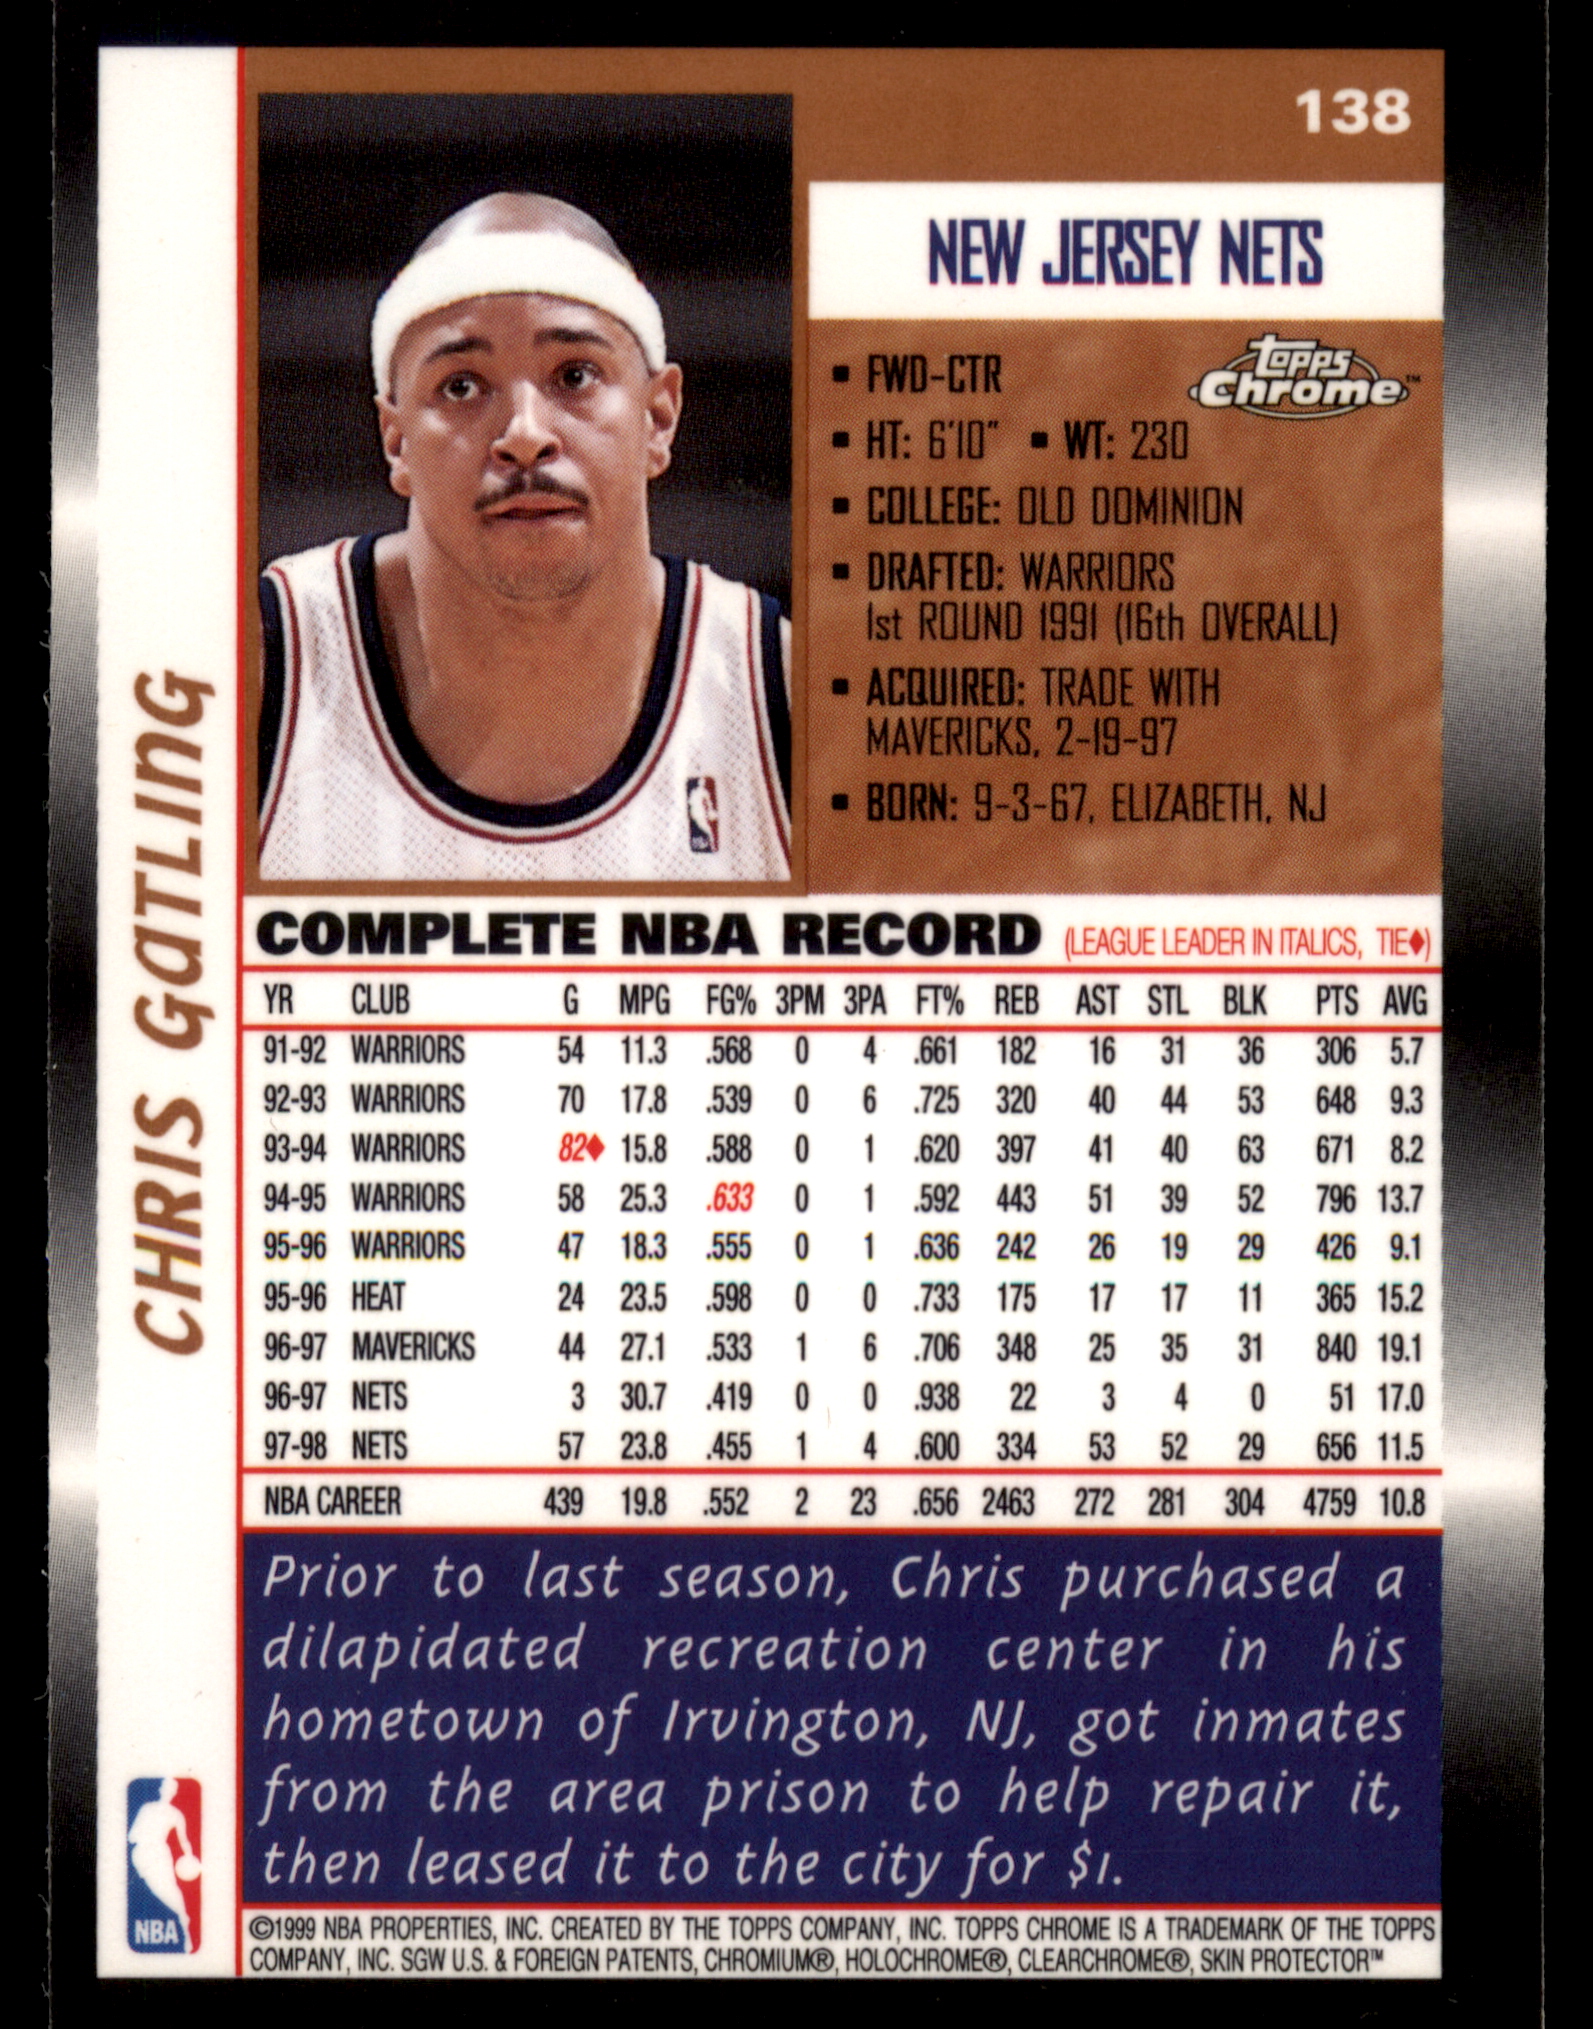 138
NEW JERSEY NETS
Topps
Chrome™
▪ FWD-CTR
▪ HT: 6'10" ▪ WT: 230
▪ COLLEGE: OLD DOMINION
▪ DRAFTED: WARRIORS
1st ROUND 1991 (16th OVERALL)
▪ ACQUIRED: TRADE WITH
MAVERICKS, 2-19-97
▪ BORN: 9-3-67, ELIZABETH, NJ
CHRIS GaTLING
COMPLETE NBA RECORD (LEAGUE LEADER IN ITALICS, TIE♦)
YR CLUB G MPG FG% 3PM 3PA FT% REB AST STL BLK PTS AVG
91-92 WARRIORS 54 11.3 .568 0 4 .661 182 16 31 36 306 5.7
92-93 WARRIORS 70 17.8 .539 0 6 .725 320 40 44 53 648 9.3
93-94 WARRIORS 82♦ 15.8 .588 0 1 .620 397 41 40 63 671 8.2
94-95 WARRIORS 58 25.3 .633 0 1 .592 443 51 39 52 796 13.7
95-96 WARRIORS 47 18.3 .555 0 1 .636 242 26 19 29 426 9.1
95-96 HEAT 24 23.5 .598 0 0 .733 175 17 17 11 365 15.2
96-97 MAVERICKS 44 27.1 .533 1 6 .706 348 25 35 31 840 19.1
96-97 NETS 3 30.7 .419 0 0 .938 22 3 4 0 51 17.0
97-98 NETS 57 23.8 .455 1 4 .600 334 53 52 29 656 11.5
NBA CAREER 439 19.8 .552 2 23 .656 2463 272 281 304 4759 10.8
Prior to last season, Chris purchased a
dilapidated recreation center in his
hometown of Irvington, NJ, got inmates
from the area prison to help repair it,
then leased it to the city for $1.
NBA
©1999 NBA PROPERTIES, INC. CREATED BY THE TOPPS COMPANY, INC. TOPPS CHROME IS A TRADEMARK OF THE TOPPS
COMPANY, INC. SGW U.S. & FOREIGN PATENTS, CHROMIUM®, HOLOCHROME®, CLEARCHROME®, SKIN PROTECTOR™